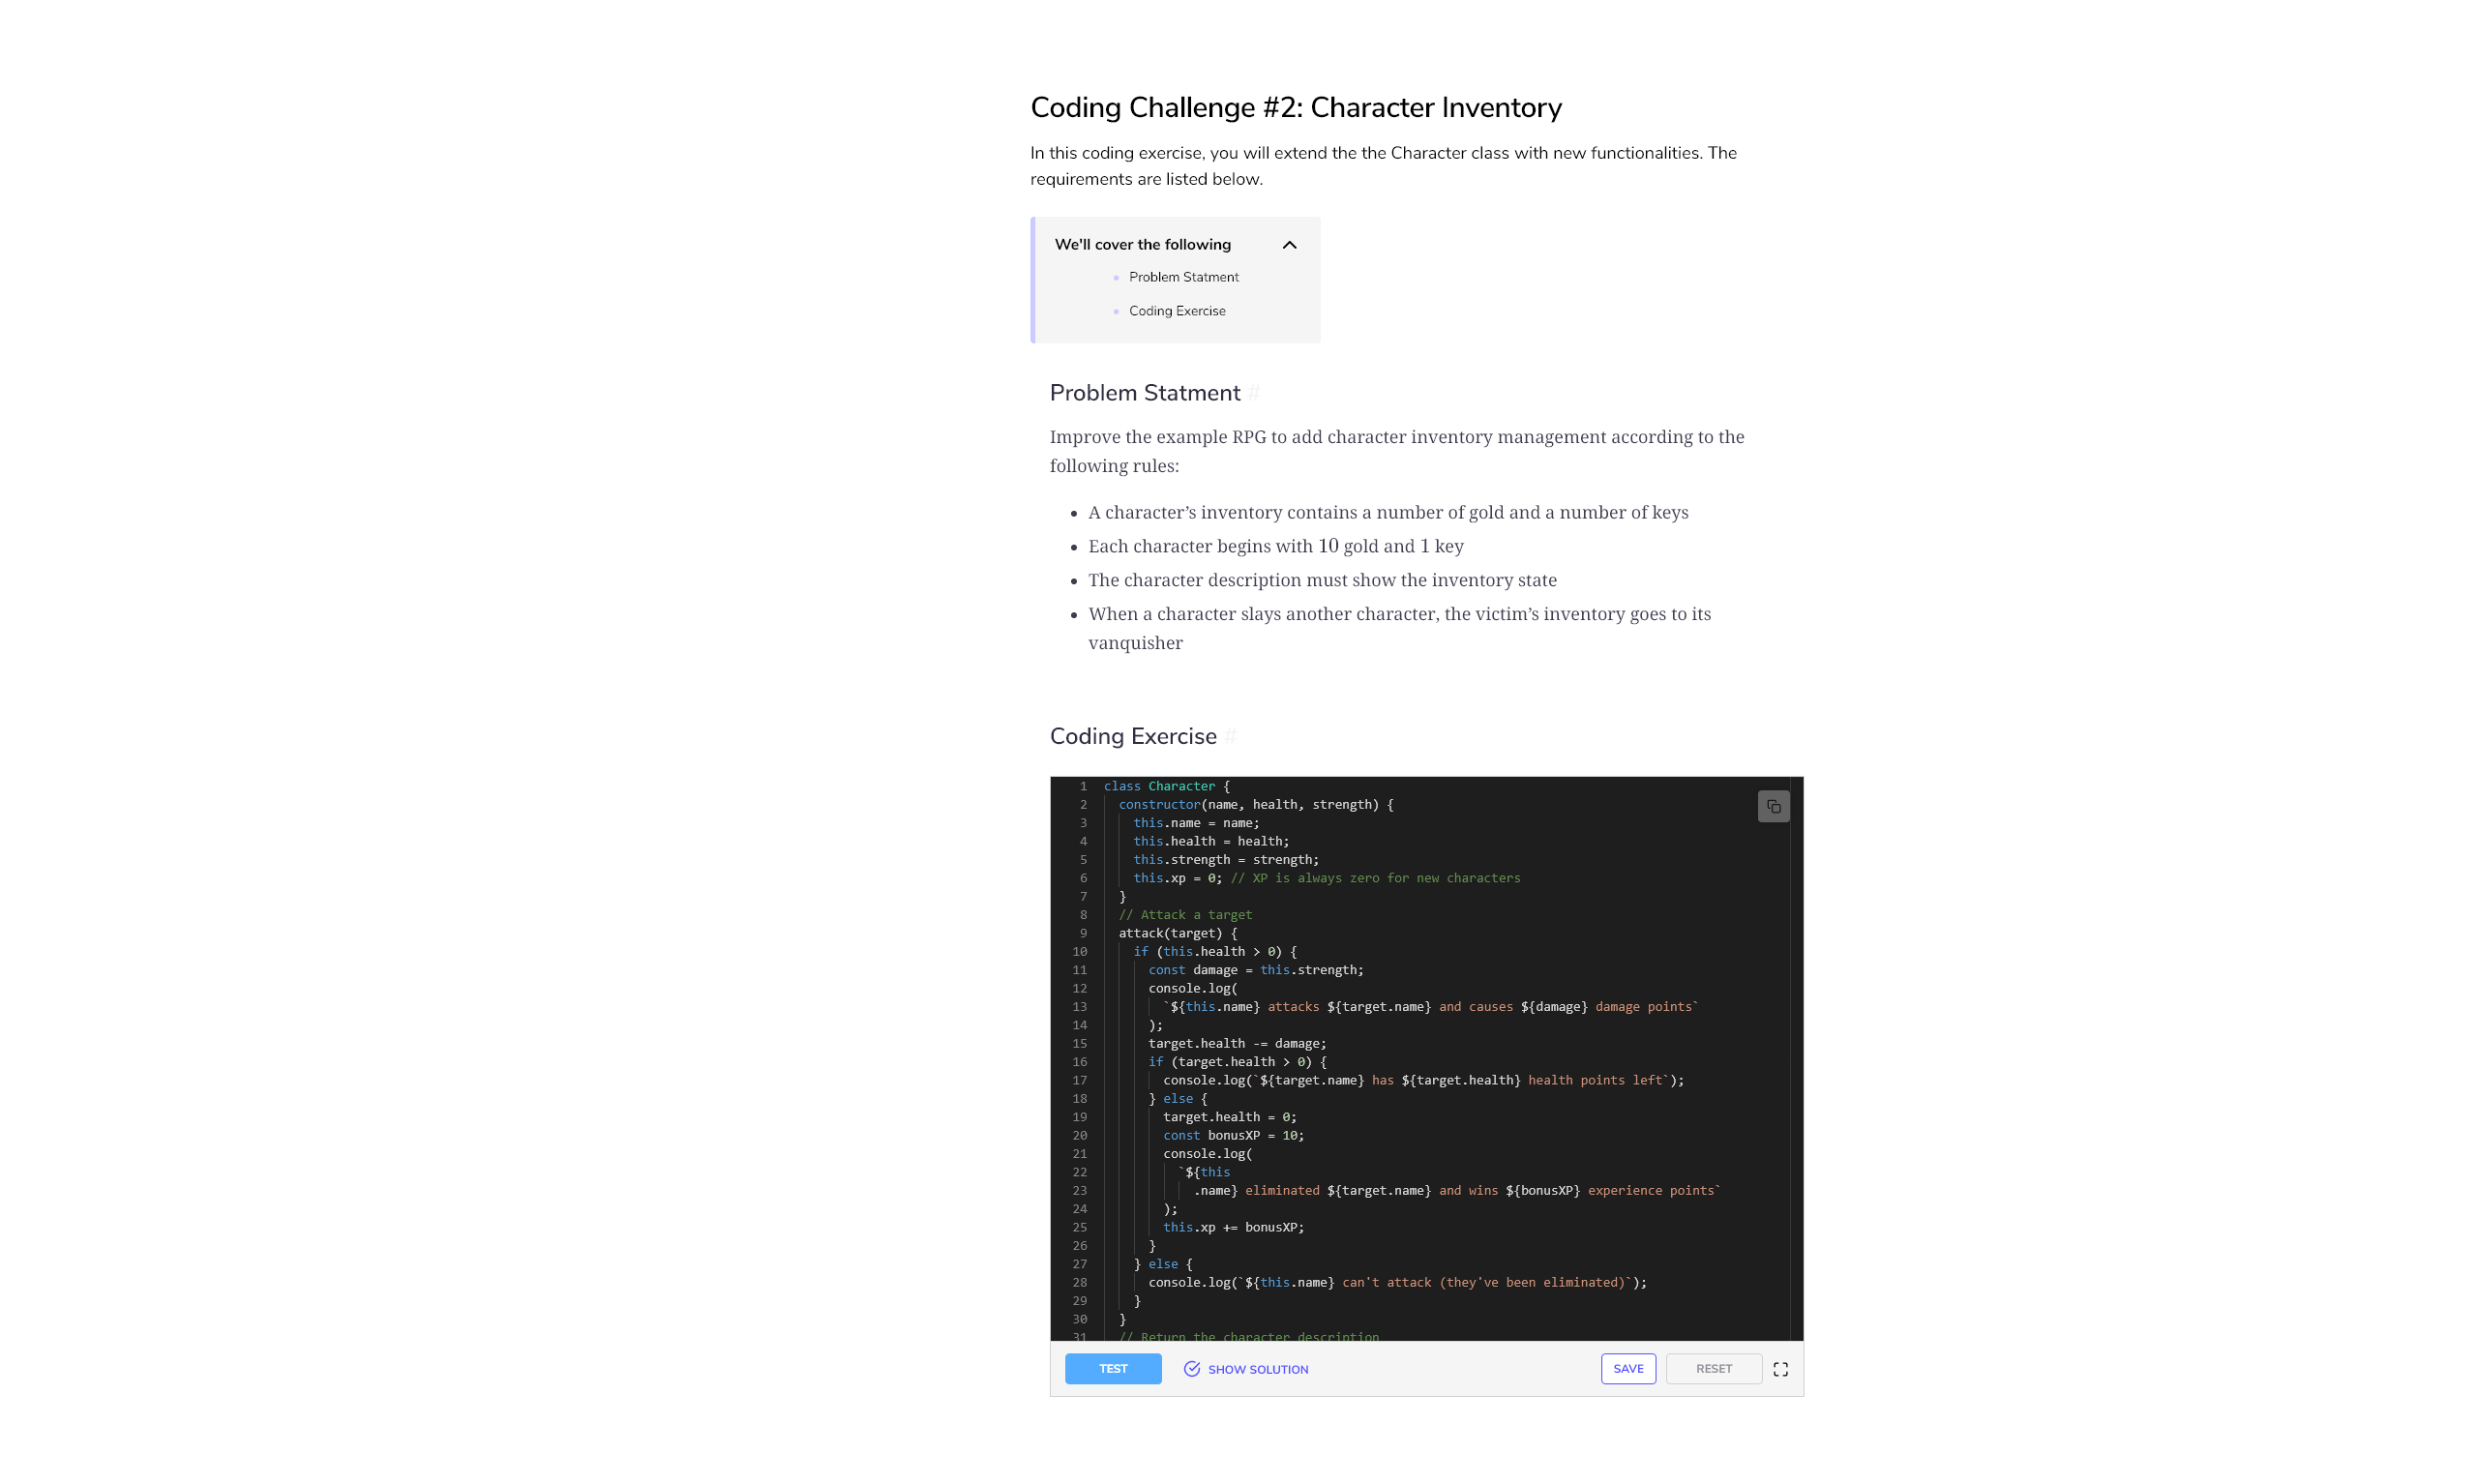 Coding Challenge #2: Character Inventory
In this coding exercise, you will extend the the Character class with new functionalities. The
requirements are listed below.
We'll cover the following
Problem Statment
Coding Exercise
Problem Statment #
Improve the example RPG to add character inventory management according to the
following rules:
• A character’s inventory contains a number of gold and a number of keys
• Each character begins with 10 gold and 1 key
• The character description must show the inventory state
• When a character slays another character, the victim’s inventory goes to its
vanquisher
Coding Exercise #
1 class Character {
2   constructor(name, health, strength) {
3     this.name = name;
4     this.health = health;
5     this.strength = strength;
6     this.xp = 0; // XP is always zero for new characters
7   }
8   // Attack a target
9   attack(target) {
10     if (this.health > 0) {
11       const damage = this.strength;
12       console.log(
13         `${this.name} attacks ${target.name} and causes ${damage} damage points`
14       );
15       target.health -= damage;
16       if (target.health > 0) {
17         console.log(`${target.name} has ${target.health} health points left`);
18       } else {
19         target.health = 0;
20         const bonusXP = 10;
21         console.log(
22           `${this
23             .name} eliminated ${target.name} and wins ${bonusXP} experience points`
24         );
25         this.xp += bonusXP;
26       }
27     } else {
28       console.log(`${this.name} can't attack (they've been eliminated)`);
29     }
30   }
31   // Return the character description
TEST SHOW SOLUTION SAVE RESET